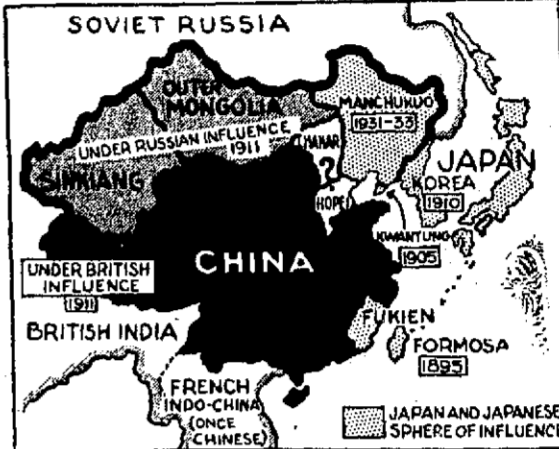 SOVIET RUSSIA
OUTER
MONGOLIA
UNDER RUSSIAN INFLUENCE
1911
SINKIANG
MANCHUKUO
1931-33
CHAHAR
?
HOPEI
JAPAN
KOREA
1910
KWANTUNG
1905
CHINA
UNDER BRITISH
INFLUENCE
1911
BRITISH INDIA
FUKIEN
FORMOSA
1895
FRENCH
INDO-CHINA
(ONCE
CHINESE)
JAPAN AND JAPANESE
SPHERE OF INFLUENCE